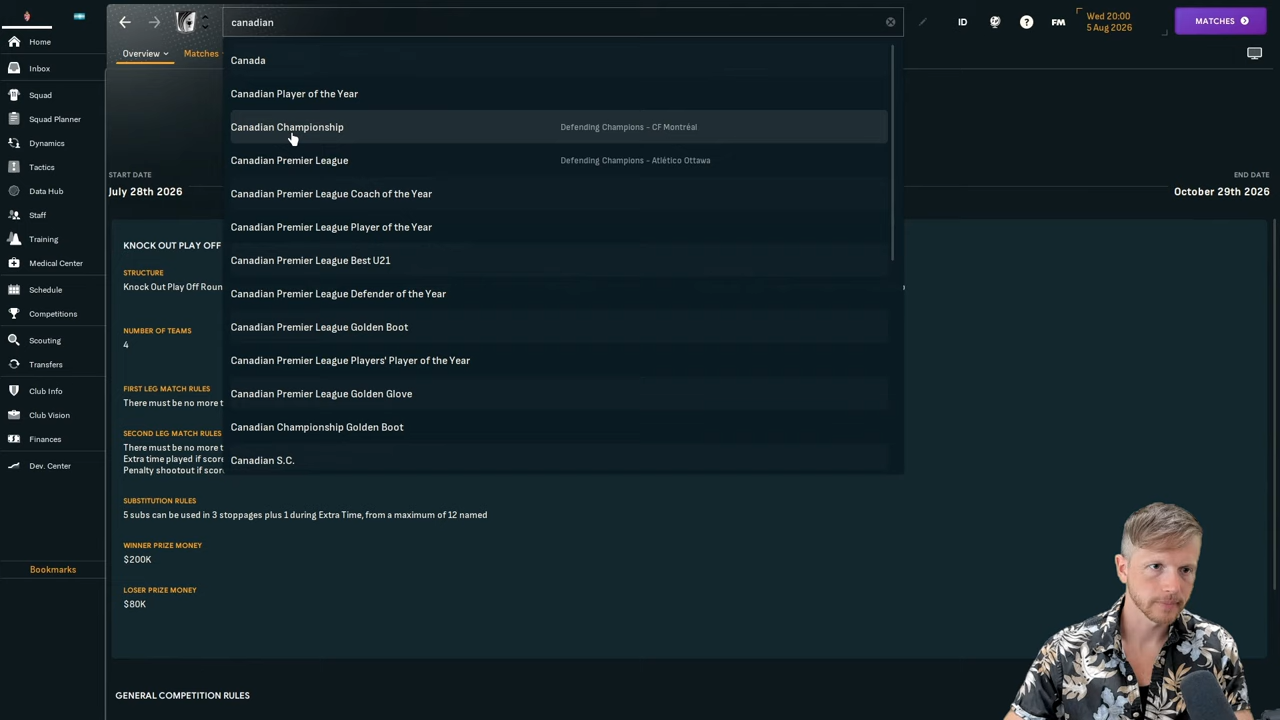 canadian
ID
FM
Wed 20:00
5 Aug 2026
MATCHES
Home
Inbox
Squad
Squad Planner
Dynamics
Tactics
Data Hub
Staff
Training
Medical Center
Schedule
Competitions
Scouting
Transfers
Club Info
Club Vision
Finances
Dev. Center
Bookmarks
Overview
Matches
Canada
Canadian Player of the Year
Canadian Championship
Defending Champions - CF Montréal
Canadian Premier League
Defending Champions - Atlético Ottawa
Canadian Premier League Coach of the Year
Canadian Premier League Player of the Year
Canadian Premier League Best U21
Canadian Premier League Defender of the Year
Canadian Premier League Golden Boot
Canadian Premier League Players' Player of the Year
Canadian Premier League Golden Glove
Canadian Championship Golden Boot
Canadian S.C.
START DATE
July 28th 2026
END DATE
October 29th 2026
KNOCK OUT PLAY OFF
STRUCTURE
Knock Out Play Off Roun
NUMBER OF TEAMS
4
FIRST LEG MATCH RULES
There must be no more t
SECOND LEG MATCH RULES
There must be no more t
Extra time played if score
Penalty shootout if scor
SUBSTITUTION RULES
5 subs can be used in 3 stoppages plus 1 during Extra Time, from a maximum of 12 named
WINNER PRIZE MONEY
$200K
LOSER PRIZE MONEY
$80K
GENERAL COMPETITION RULES